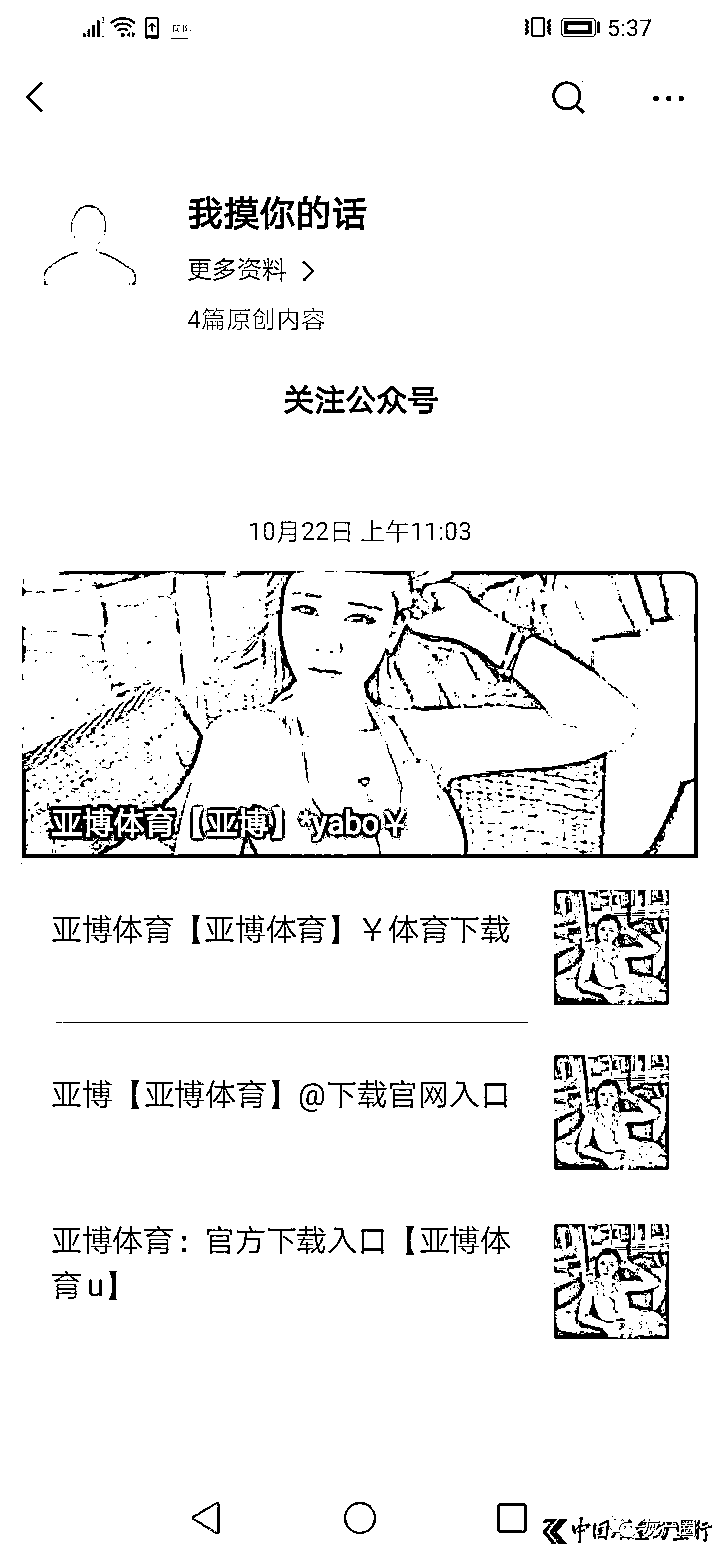 5:37
我摸你的话
更多资料
4篇原创内容
关注公众号
10月22日 上午11:03
亚博体育【亚博】*yabo￥
亚博体育【亚博体育】￥体育下载
亚博【亚博体育】@下载官网入口
亚博体育：官方下载入口【亚博体
育u】